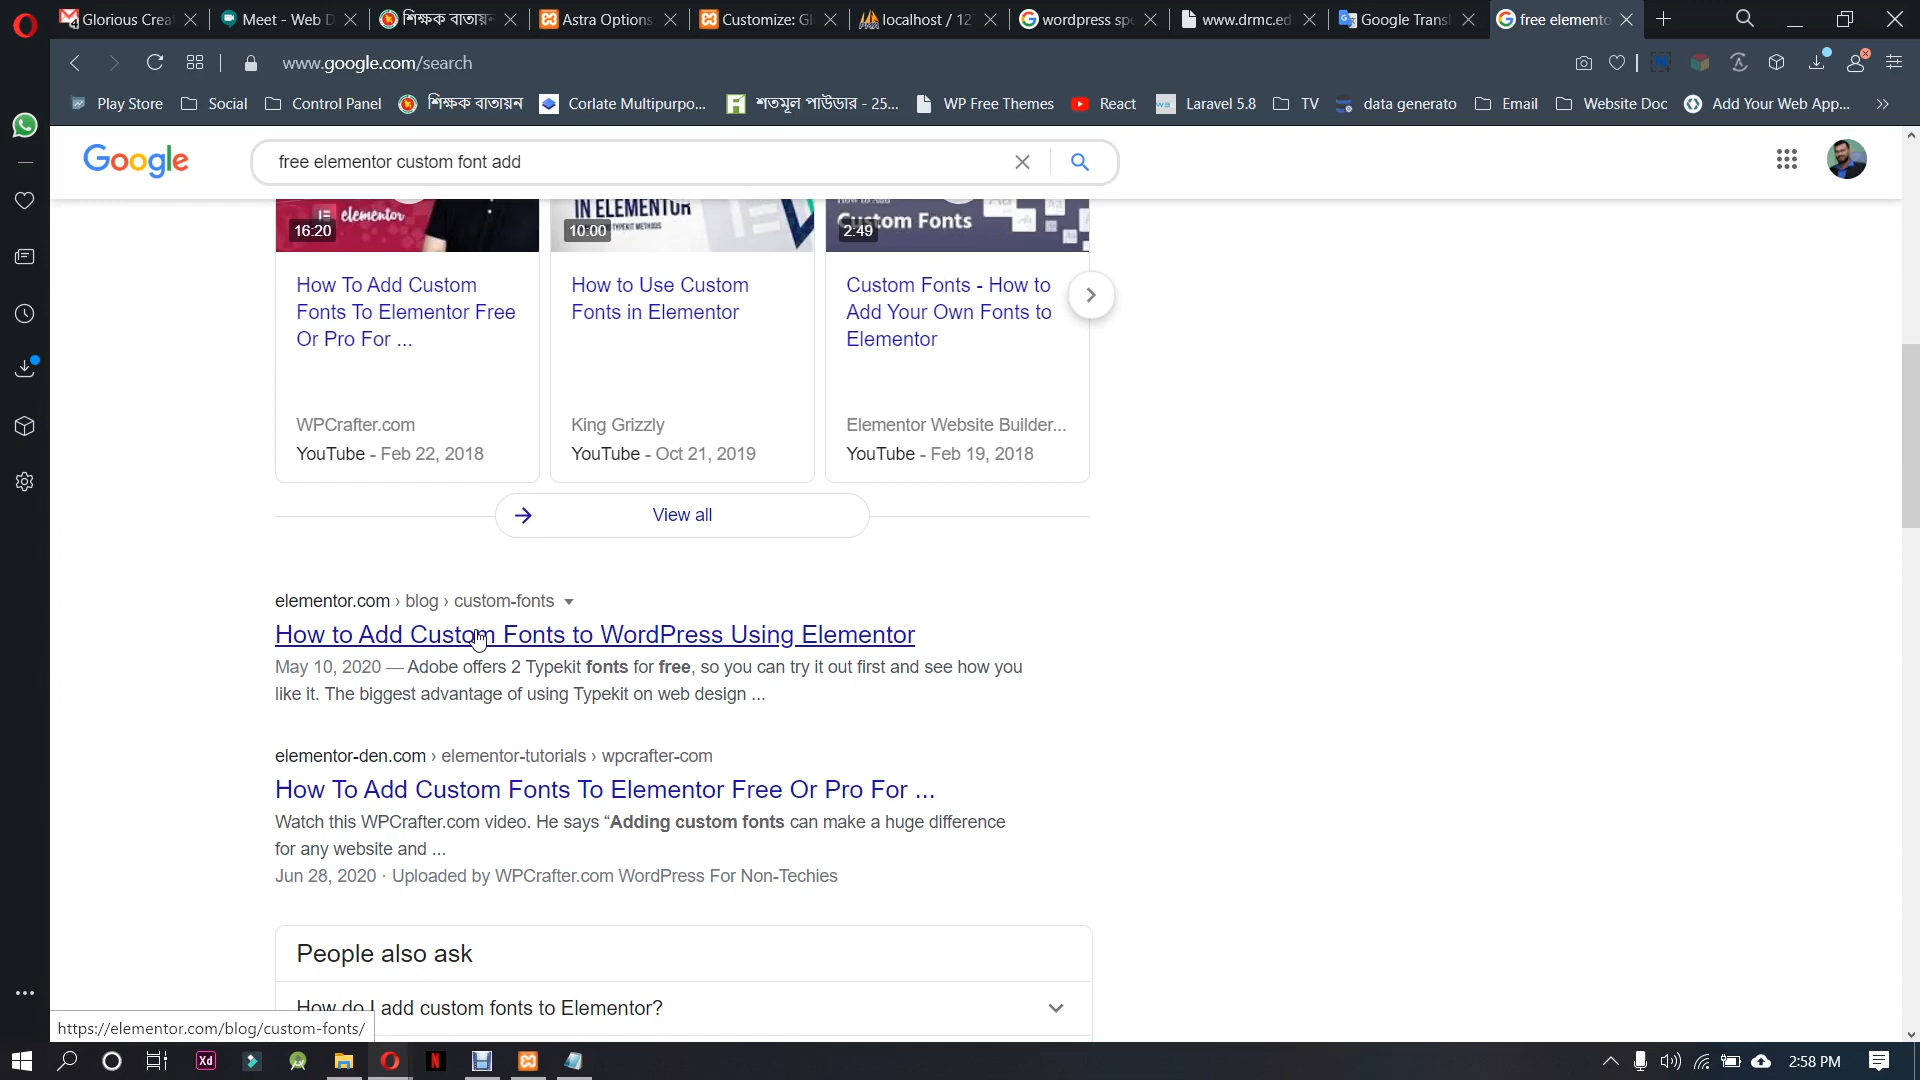 Glorious Crea
Meet - Web D
শিক্ষক বাতায়ন
Astra Options
Customize: Gl
localhost / 12
wordpress spe
www.drmc.ed
Google Transl
free elemento
www.google.com/search
Play Store
Social
Control Panel
শিক্ষক বাতায়ন
Corlate Multipurpo...
শতমূল পাউডার - 25...
WP Free Themes
React
Laravel 5.8
TV
data generato
Email
Website Doc
Add Your Web App...
Google
free elementor custom font add
elementor
16:20
IN ELEMENTOR
10:00
TYPEKIT METHODS
How to Add
Custom Fonts
2:49
How To Add Custom
Fonts To Elementor Free
Or Pro For ...
WPCrafter.com
YouTube - Feb 22, 2018
How to Use Custom
Fonts in Elementor
King Grizzly
YouTube - Oct 21, 2019
Custom Fonts - How to
Add Your Own Fonts to
Elementor
Elementor Website Builder...
YouTube - Feb 19, 2018
View all
elementor.com › blog › custom-fonts
How to Add Custom Fonts to WordPress Using Elementor
May 10, 2020 — Adobe offers 2 Typekit fonts for free, so you can try it out first and see how you
like it. The biggest advantage of using Typekit on web design ...
elementor-den.com › elementor-tutorials › wpcrafter-com
How To Add Custom Fonts To Elementor Free Or Pro For ...
Watch this WPCrafter.com video. He says “Adding custom fonts can make a huge difference
for any website and ...
Jun 28, 2020 · Uploaded by WPCrafter.com WordPress For Non-Techies
People also ask
How do I add custom fonts to Elementor?
https://elementor.com/blog/custom-fonts/
Xd
N
2:58 PM